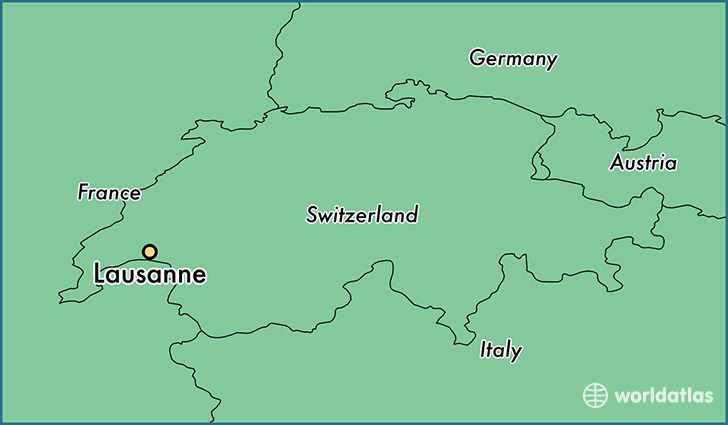 Germany
Austria
France
Switzerland
Lausanne
Italy
worldatlas